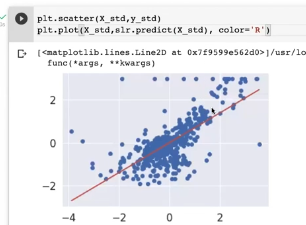 plt.scatter(X_std,y_std)
plt.plot(X_std,slr.predict(X_std), color='R')
[<matplotlib.lines.Line2D at 0x7f9599e562d0>]/usr/lo
func(*args, **kwargs)
2
0
−2
−4
−2
0
2